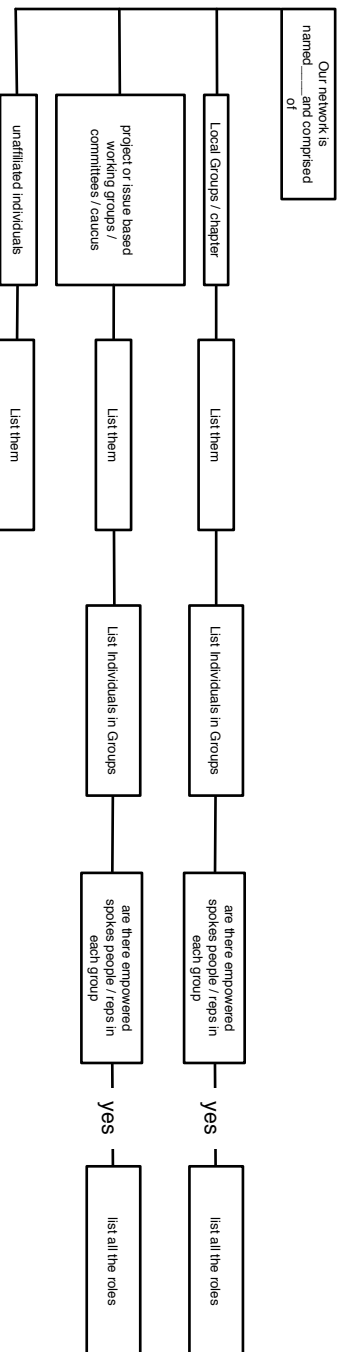 Our network is
named____and comprised
of
Local Groups / chapter
List them
List Individuals in Groups
are there empowered
spokes people / reps in
each group
yes
list all the roles
project or issue based
working groups /
committees / caucus
List them
List Individuals in Groups
are there empowered
spokes people / reps in
each group
yes
list all the roles
unaffiliated individuals
List them